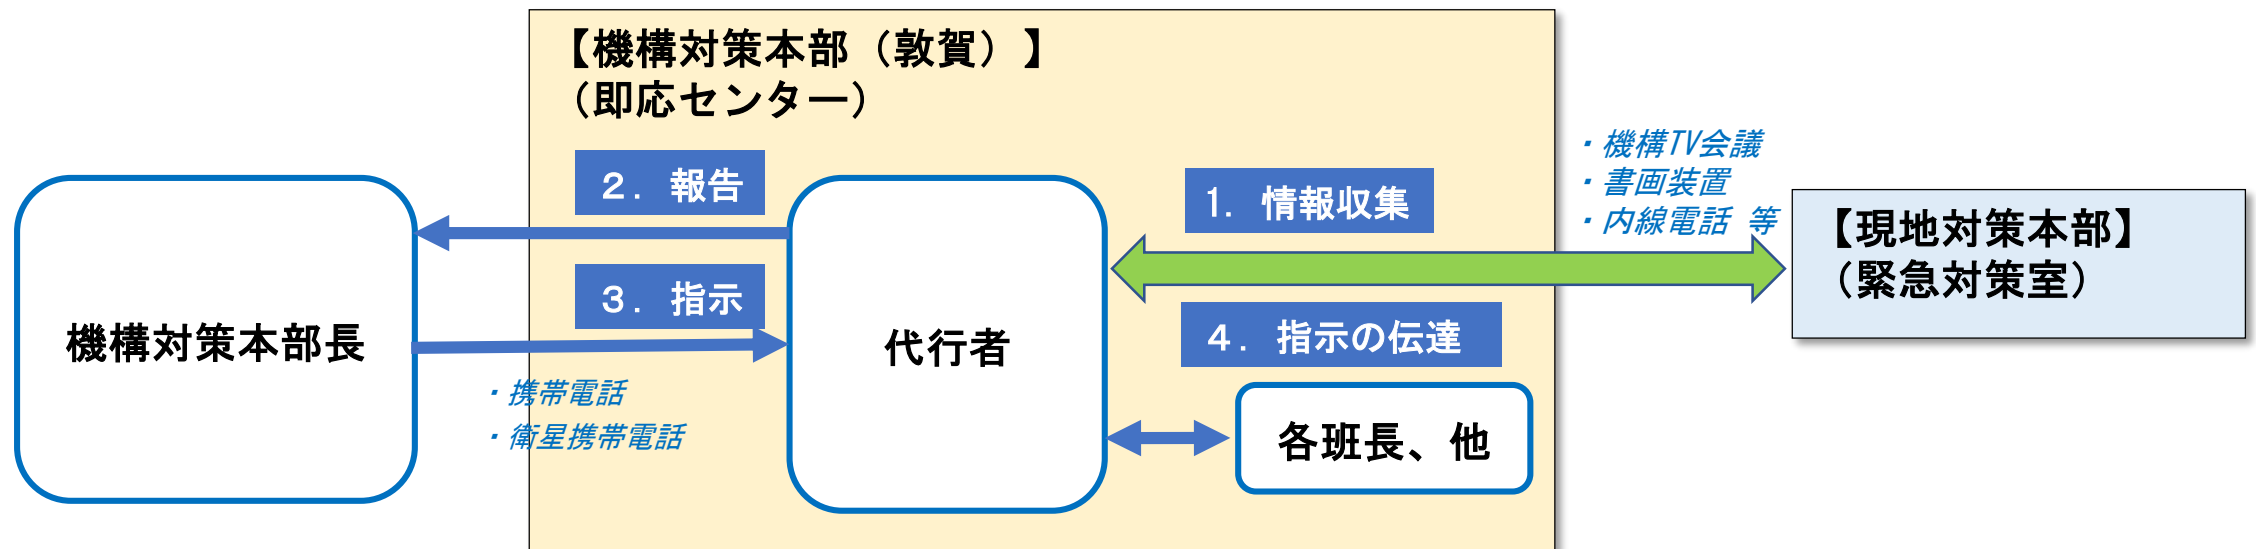 【機構対策本部（敦賀）】
（即応センター）
２．報告
1．情報収集
・機構TV会議
・書画装置
・内線電話 等
【現地対策本部】
（緊急対策室）
３．指示
機構対策本部長
代行者
４．指示の伝達
・携帯電話
・衛星携帯電話
各班長、他